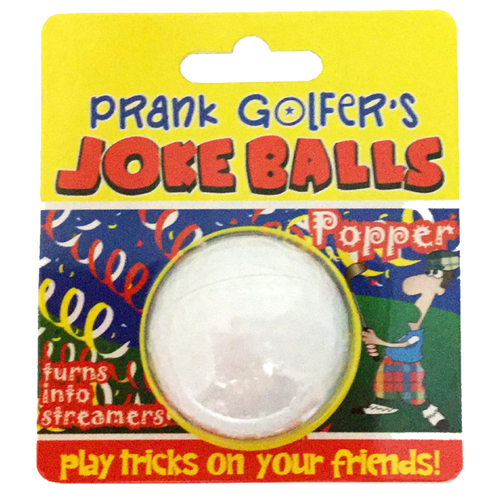 PRANK GOLFER'S
JOKE BALLS
Popper
turns
into
streamers
play tricks on your friends!